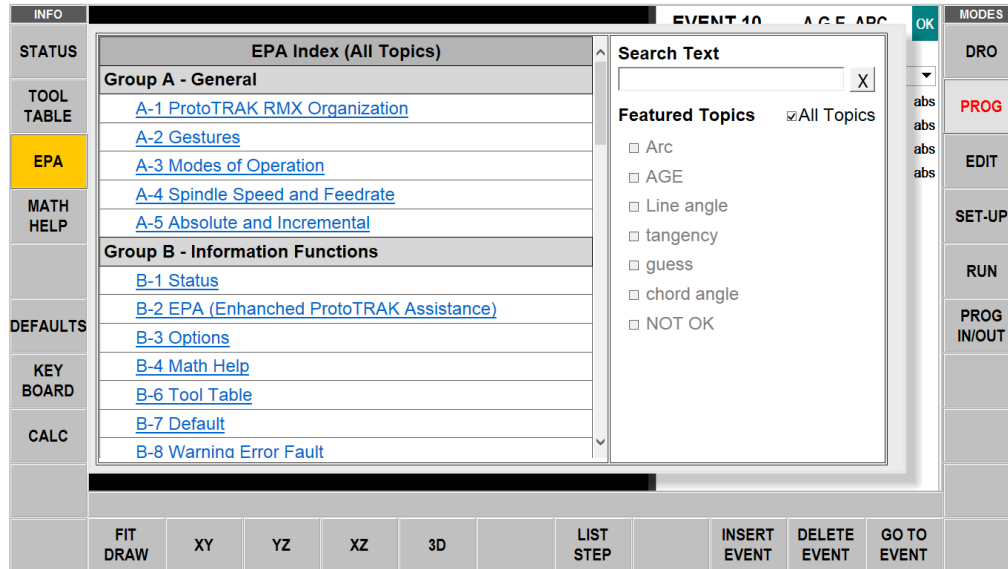 INFO
STATUS
TOOL
TABLE
EPA
MATH
HELP
DEFAULTS
KEY
BOARD
CALC
EVENT 10 A.G.E. ARC
OK
abs
abs
abs
abs
EPA Index (All Topics)
Group A - General
A-1 ProtoTRAK RMX Organization
A-2 Gestures
A-3 Modes of Operation
A-4 Spindle Speed and Feedrate
A-5 Absolute and Incremental
Group B - Information Functions
B-1 Status
B-2 EPA (Enhanched ProtoTRAK Assistance)
B-3 Options
B-4 Math Help
B-6 Tool Table
B-7 Default
B-8 Warning Error Fault
Search Text
X
Featured Topics All Topics
Arc
AGE
Line angle
tangency
guess
chord angle
NOT OK
MODES
DRO
PROG
EDIT
SET-UP
RUN
PROG
IN/OUT
FIT
DRAW
XY
YZ
XZ
3D
LIST
STEP
INSERT
EVENT
DELETE
EVENT
GO TO
EVENT